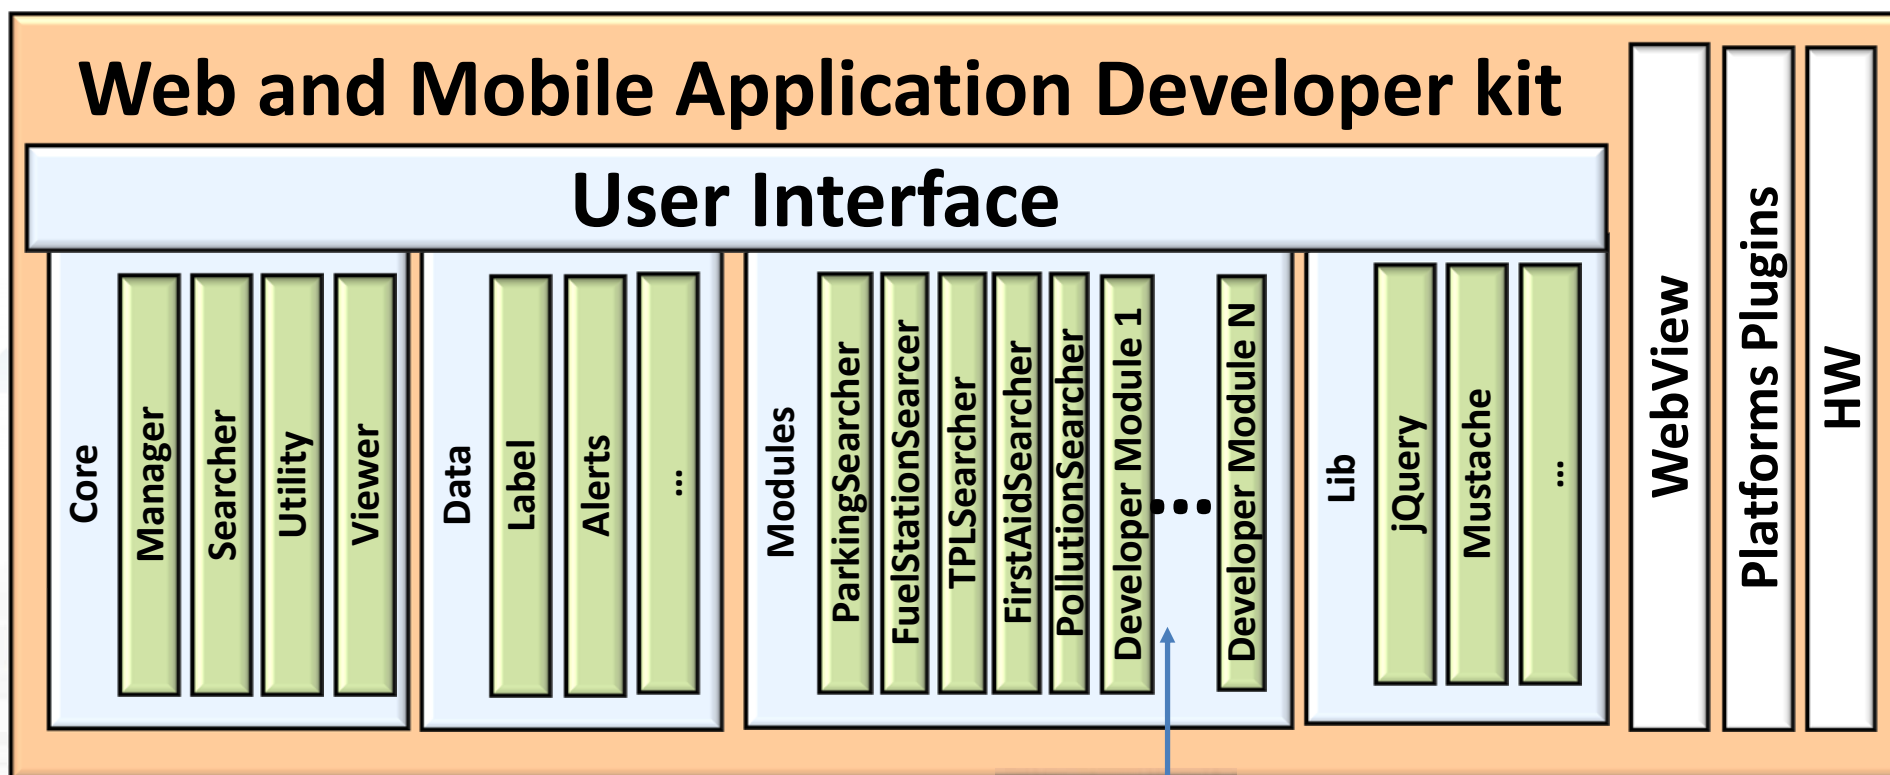 Web and Mobile Application Developer kit
User Interface
Core
Manager
Searcher
Utility
Viewer
Data
Label
Alerts
...
Modules
ParkingSearcher
FuelStationSearcer
TPLSearcher
FirstAidSearcher
PollutionSearcher
Developer Module 1
...
Developer Module N
Lib
jQuery
Mustache
...
WebView
Platforms Plugins
HW